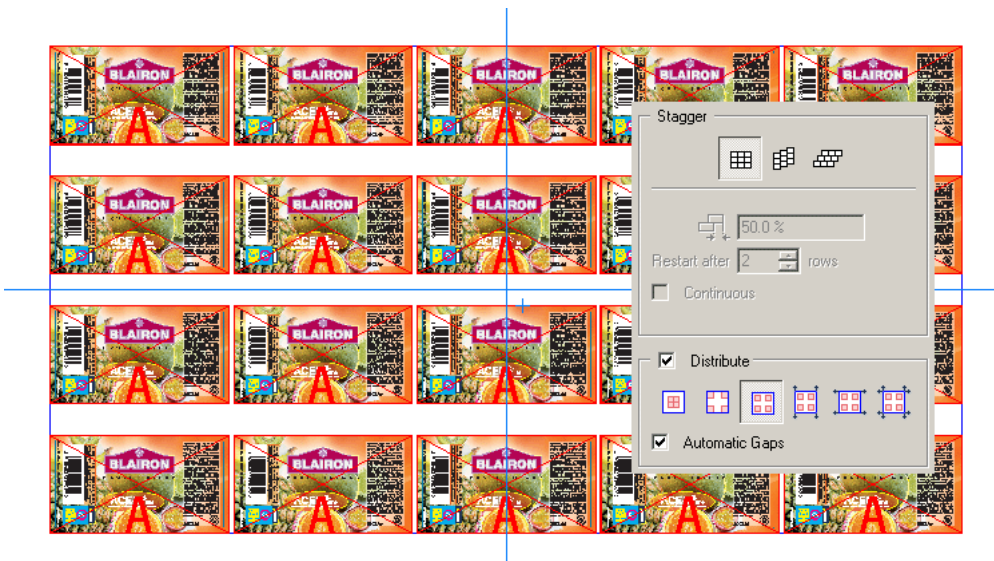 BLAIRON BLAIRON BLAIRON BLAIRON BLAIRON
A A A
Stagger
50.0 %
Restart after 2 rows
Continuous
BLAIRON BLAIRON BLAIRON
A A A
BLAIRON BLAIRON BLAIRON
A A A
Distribute
Automatic Gaps
BLAIRON BLAIRON BLAIRON BLAIRON BLAIRON
A A A A A